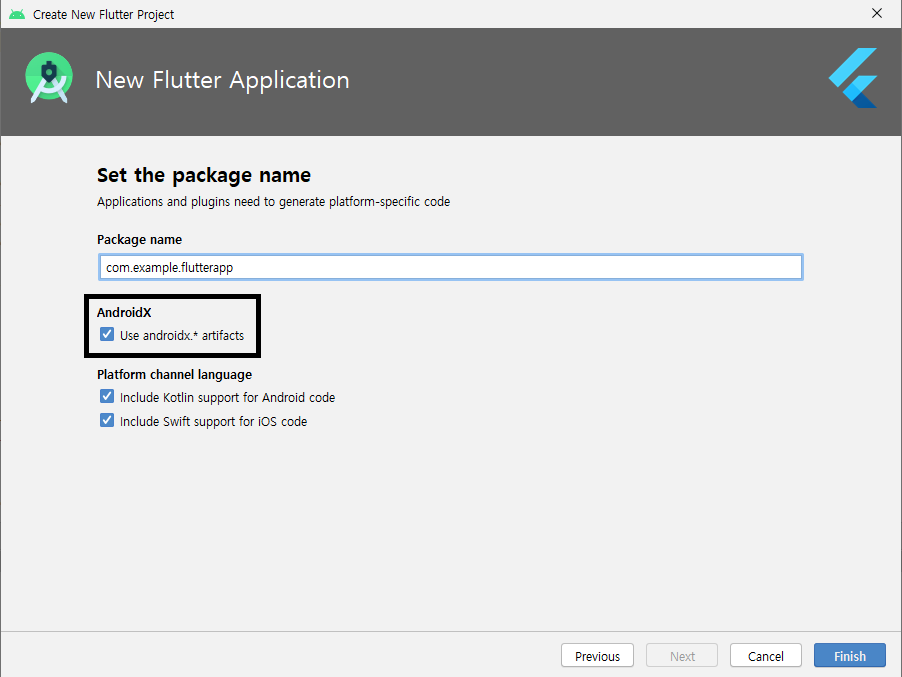 Create New Flutter Project
New Flutter Application
Set the package name
Applications and plugins need to generate platform-specific code
Package name
com.example.flutterapp
AndroidX
Use androidx.* artifacts
Platform channel language
Include Kotlin support for Android code
Include Swift support for iOS code
Previous Next Cancel Finish